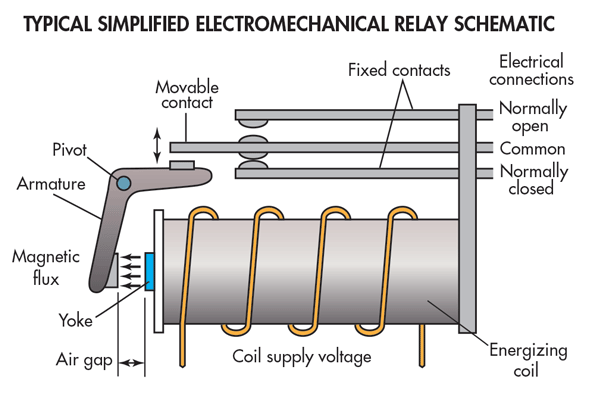 TYPICAL SIMPLIFIED ELECTROMECHANICAL RELAY SCHEMATIC
Electrical
connections
Fixed contacts
Movable
contact
Normally
open
Common
Normally
closed
Pivot
Armature
Magnetic
flux
Yoke
Air gap
Coil supply voltage
Energizing
coil